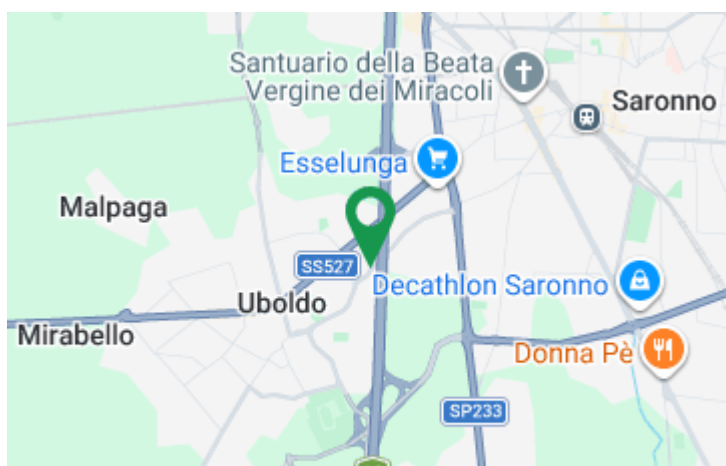 Santuario della Beata
Vergine dei Miracoli
Saronno
Esselunga
Malpaga
SS527
Decathlon Saronno
Uboldo
Mirabello
Donna Pè
SP233